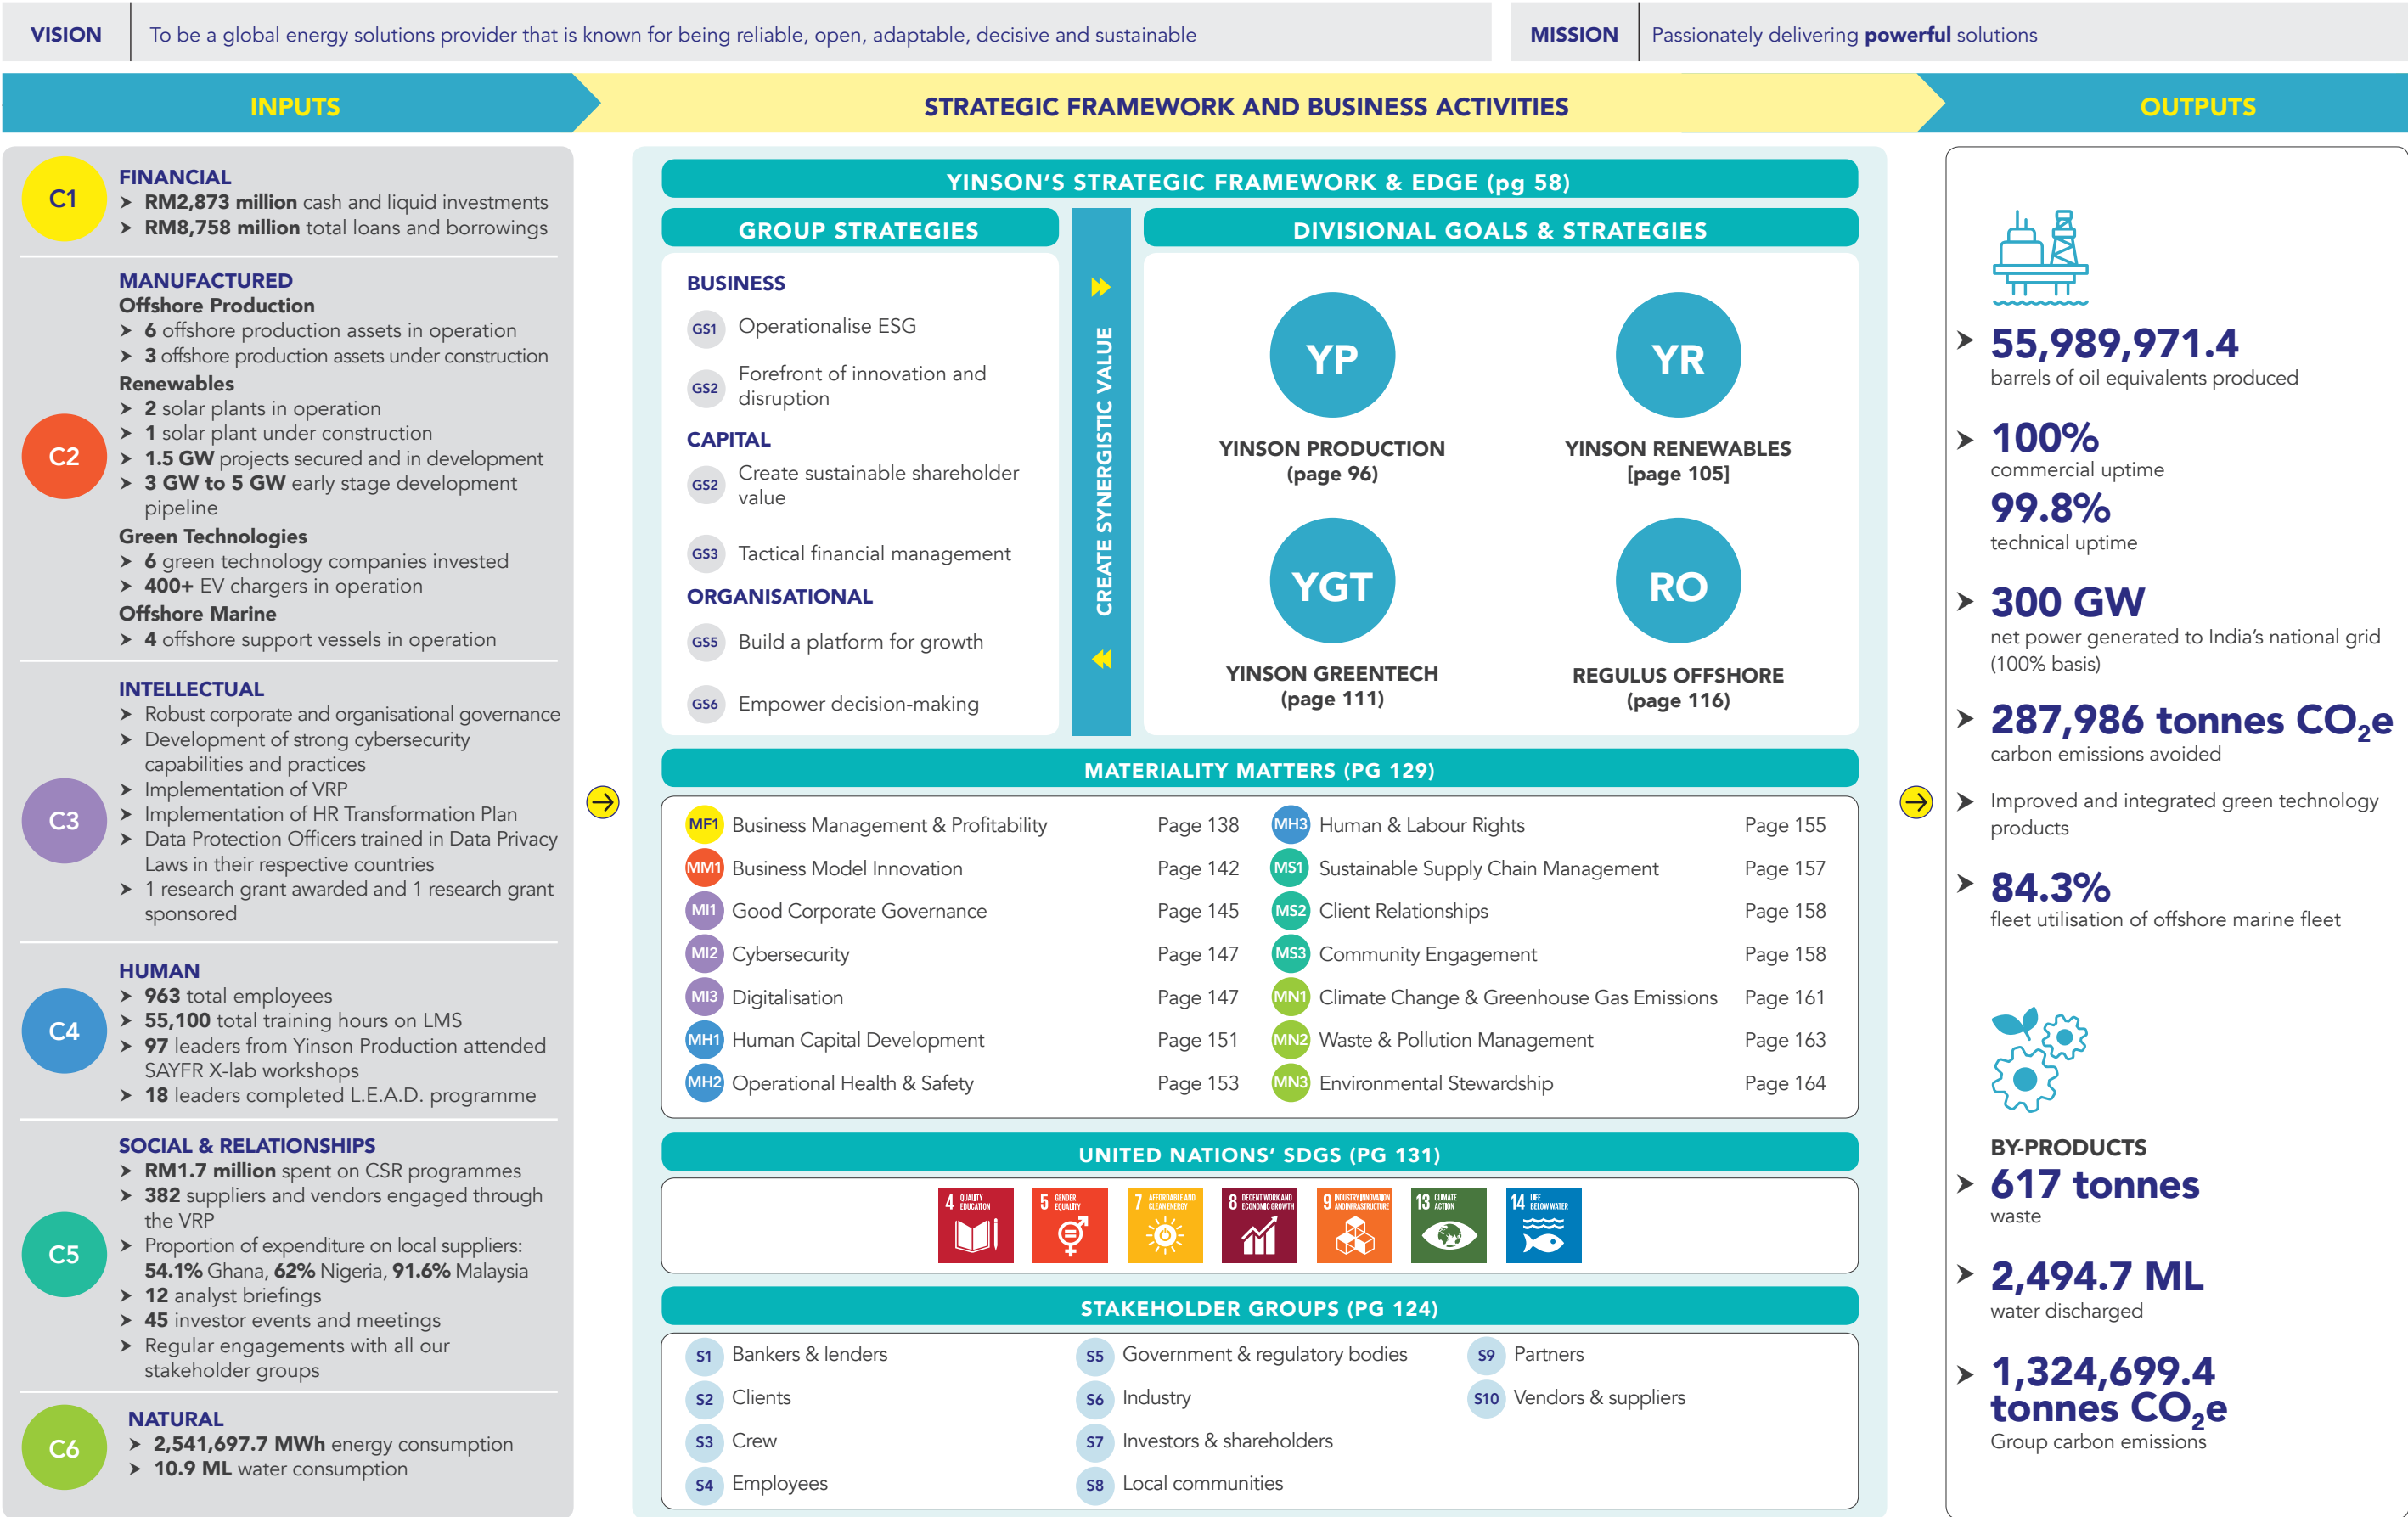 VISION
To be a global energy solutions provider that is known for being reliable, open, adaptable, decisive and sustainable
MISSION
Passionately delivering powerful solutions
INPUTS
STRATEGIC FRAMEWORK AND BUSINESS ACTIVITIES
OUTPUTS
C1
FINANCIAL
RM2,873 million cash and liquid investments
RM8,758 million total loans and borrowings
C2
MANUFACTURED
Offshore Production
6 offshore production assets in operation
3 offshore production assets under construction
Renewables
2 solar plants in operation
1 solar plant under construction
1.5 GW projects secured and in development
3 GW to 5 GW early stage development
pipeline
Green Technologies
6 green technology companies invested
400+ EV chargers in operation
Offshore Marine
4 offshore support vessels in operation
C3
INTELLECTUAL
Robust corporate and organisational governance
Development of strong cybersecurity
capabilities and practices
Implementation of VRP
Implementation of HR Transformation Plan
Data Protection Officers trained in Data Privacy
Laws in their respective countries
1 research grant awarded and 1 research grant
sponsored
C4
HUMAN
963 total employees
55,100 total training hours on LMS
97 leaders from Yinson Production attended
SAYFR X-lab workshops
18 leaders completed L.E.A.D. programme
C5
SOCIAL & RELATIONSHIPS
RM1.7 million spent on CSR programmes
382 suppliers and vendors engaged through
the VRP
Proportion of expenditure on local suppliers:
54.1% Ghana, 62% Nigeria, 91.6% Malaysia
12 analyst briefings
45 investor events and meetings
Regular engagements with all our
stakeholder groups
C6
NATURAL
2,541,697.7 MWh energy consumption
10.9 ML water consumption
YINSON'S STRATEGIC FRAMEWORK & EDGE (pg 58)
GROUP STRATEGIES
BUSINESS
GS1 Operationalise ESG
GS2 Forefront of innovation and
disruption
CAPITAL
GS2 Create sustainable shareholder
value
GS3 Tactical financial management
ORGANISATIONAL
GS5 Build a platform for growth
GS6 Empower decision-making
CREATE SYNERGISTIC VALUE
DIVISIONAL GOALS & STRATEGIES
YP
YINSON PRODUCTION
(page 96)
YR
YINSON RENEWABLES
[page 105]
YGT
YINSON GREENTECH
(page 111)
RO
REGULUS OFFSHORE
(page 116)
MATERIALITY MATTERS (PG 129)
MF1 Business Management & Profitability Page 138
MM1 Business Model Innovation Page 142
MI1 Good Corporate Governance Page 145
MI2 Cybersecurity Page 147
MI3 Digitalisation Page 147
MH1 Human Capital Development Page 151
MH2 Operational Health & Safety Page 153
MH3 Human & Labour Rights Page 155
MS1 Sustainable Supply Chain Management Page 157
MS2 Client Relationships Page 158
MS3 Community Engagement Page 158
MN1 Climate Change & Greenhouse Gas Emissions Page 161
MN2 Waste & Pollution Management Page 163
MN3 Environmental Stewardship Page 164
UNITED NATIONS' SDGS (PG 131)
4 QUALITY
EDUCATION
5 GENDER
EQUALITY
7 AFFORDABLE AND
CLEAN ENERGY
8 DECENT WORK AND
ECONOMIC GROWTH
9 INDUSTRY, INNOVATION
AND INFRASTRUCTURE
13 CLIMATE
ACTION
14 LIFE
BELOW WATER
STAKEHOLDER GROUPS (PG 124)
S1 Bankers & lenders
S2 Clients
S3 Crew
S4 Employees
S5 Government & regulatory bodies
S6 Industry
S7 Investors & shareholders
S8 Local communities
S9 Partners
S10 Vendors & suppliers
55,989,971.4
barrels of oil equivalents produced
100%
commercial uptime
99.8%
technical uptime
300 GW
net power generated to India's national grid
(100% basis)
287,986 tonnes CO₂e
carbon emissions avoided
Improved and integrated green technology
products
84.3%
fleet utilisation of offshore marine fleet
BY-PRODUCTS
617 tonnes
waste
2,494.7 ML
water discharged
1,324,699.4
tonnes CO₂e
Group carbon emissions